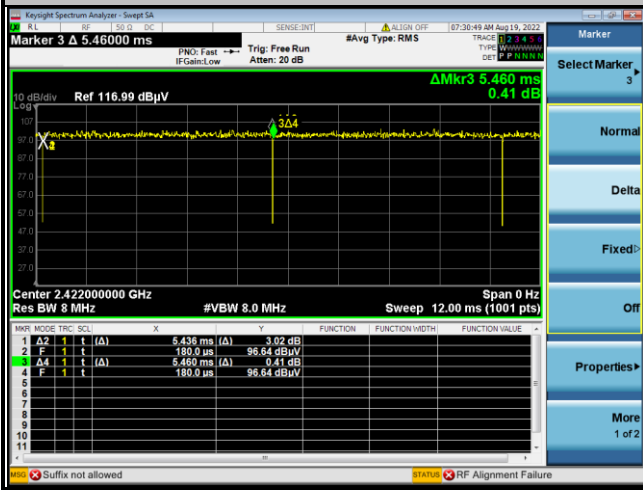 Keysight Spectrum Analyzer - Swept SA
RL RF 50 Ω DC SENSE:INT ALIGN OFF 07:30:49 AM Aug 19, 2022
Marker 3 Δ 5.46000 ms
PNO: Fast
IFGain:Low
Trig: Free Run
Atten: 20 dB
#Avg Type: RMS
TRACE 1 2 3 4 5 6
TYPE WWWWWW
DET P P N N N N
ΔMkr3 5.460 ms
0.41 dB
10 dB/div Ref 116.99 dBµV
Log
107
97.0
87.0
77.0
67.0
57.0
47.0
37.0
27.0
3Δ4
Center 2.422000000 GHz Span 0 Hz
Res BW 8 MHz #VBW 8.0 MHz Sweep 12.00 ms (1001 pts)
MKR MODE TRC SCL X Y FUNCTION FUNCTION WIDTH FUNCTION VALUE
1 Δ2 1 t (Δ) 5.436 ms (Δ) 3.02 dB
2 F 1 t 180.0 µs 96.64 dBµV
3 Δ4 1 t (Δ) 5.460 ms (Δ) 0.41 dB
4 F 1 t 180.0 µs 96.64 dBµV
5
6
7
8
9
10
11
MSG Suffix not allowed STATUS RF Alignment Failure
Marker
Select Marker
3
Normal
Delta
Fixed
Off
Properties
More
1 of 2